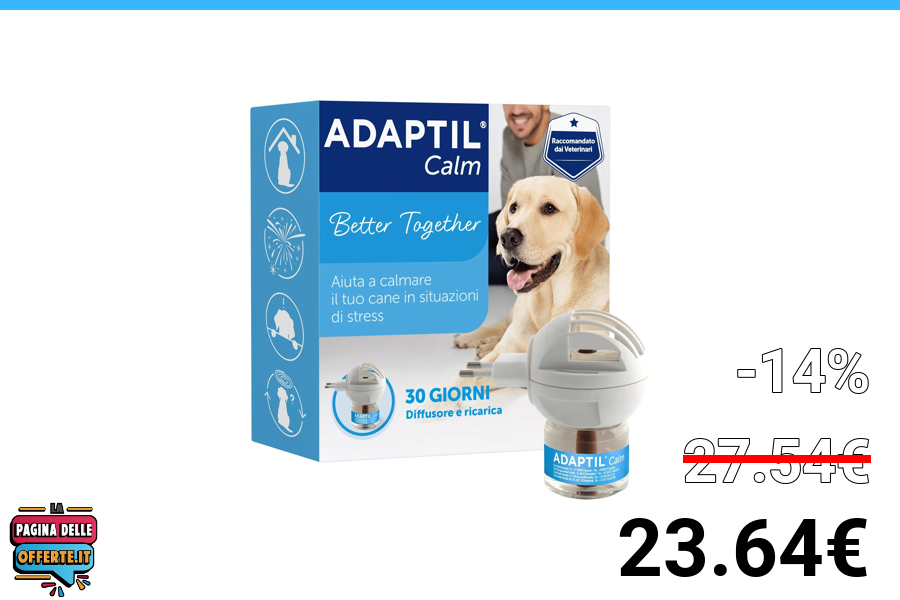 ADAPTIL®
Calm
Raccomandato
dai Veterinari
Better Together
Aiuta a calmare
il tuo cane in situazioni
di stress
30 GIORNI
Diffusore e ricarica
ADAPTIL
ADAPTIL® Calm
-14%
27.54€
23.64€
LA
PAGINA DELLE
OFFERTE.IT